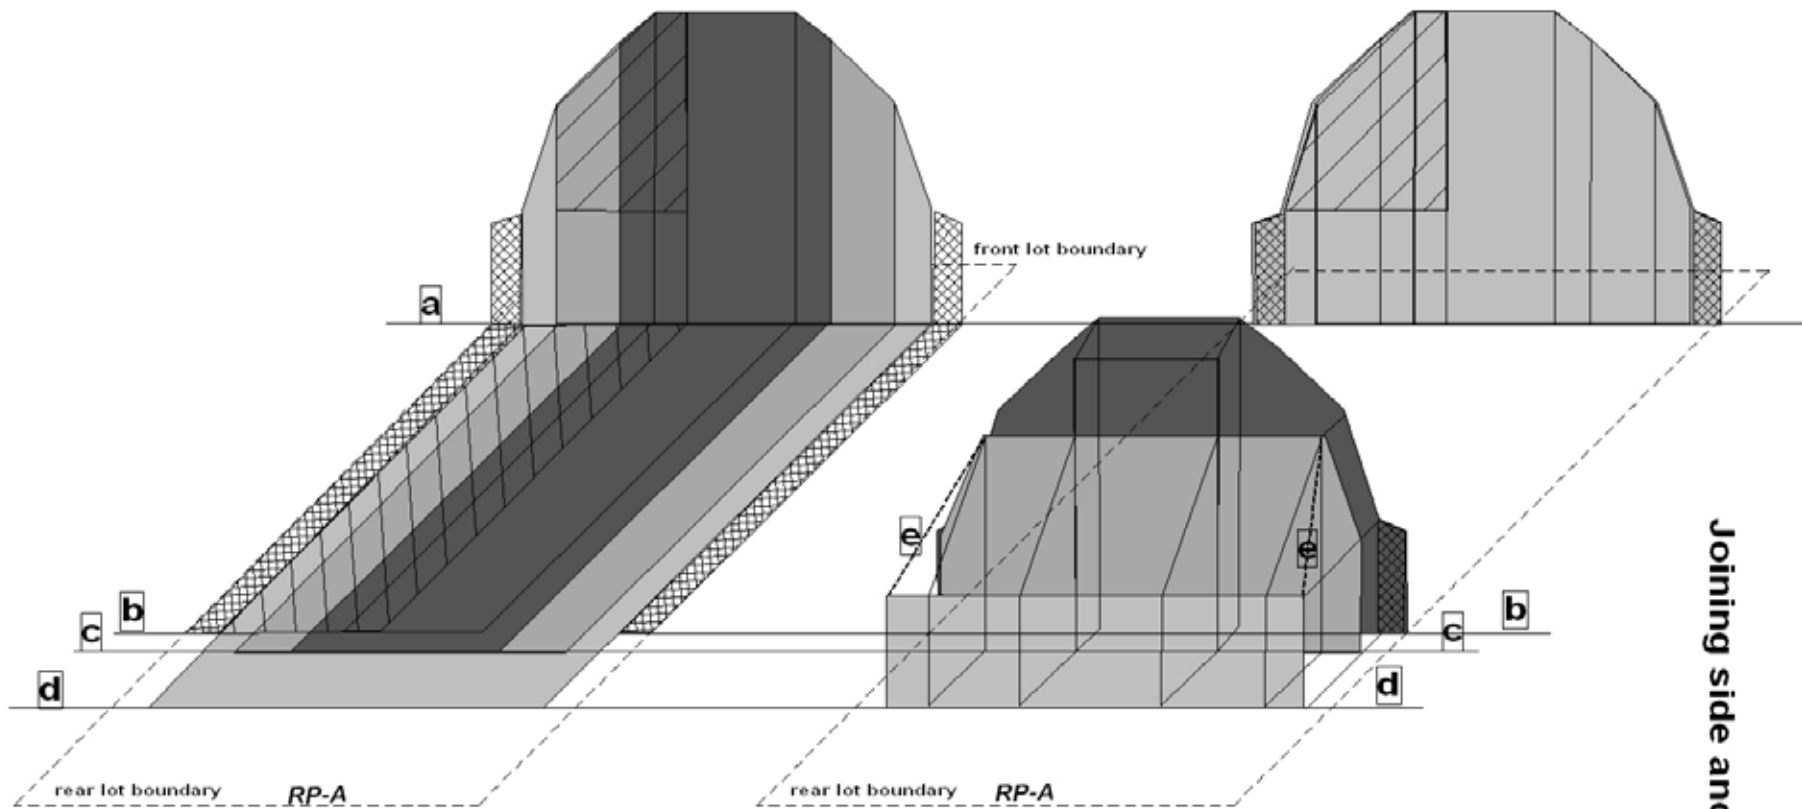 front lot boundary
a
e
e
b
b
c
c
d
d
Joining side and
rear lot boundary
RP-A
rear lot boundary
RP-A